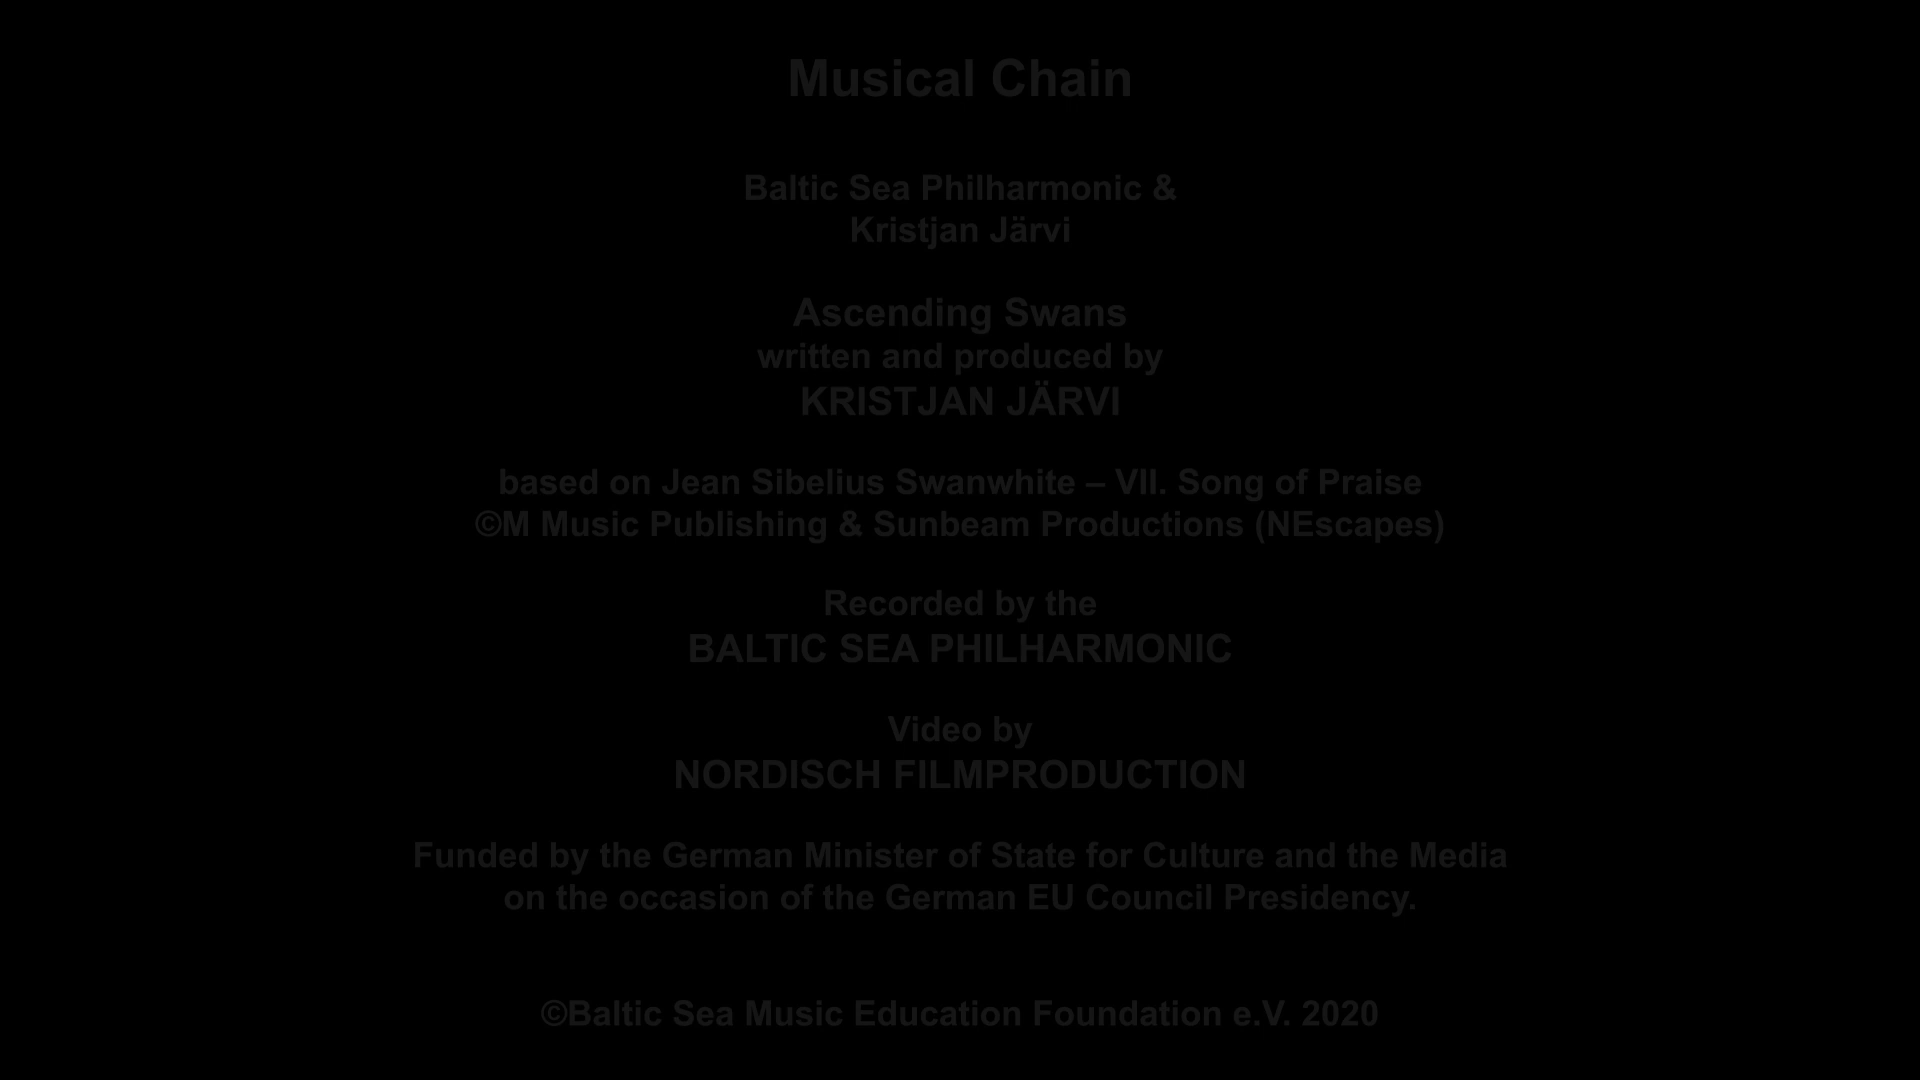 Musical Chain
Baltic Sea Philharmonic &
Kristjan Järvi
Ascending Swans
written and produced by
KRISTJAN JÄRVI
based on Jean Sibelius Swanwhite – VII. Song of Praise
©M Music Publishing & Sunbeam Productions (NEscapes)
Recorded by the
BALTIC SEA PHILHARMONIC
Video by
NORDISCH FILMPRODUCTION
Funded by the German Minister of State for Culture and the Media
on the occasion of the German EU Council Presidency.
©Baltic Sea Music Education Foundation e.V. 2020